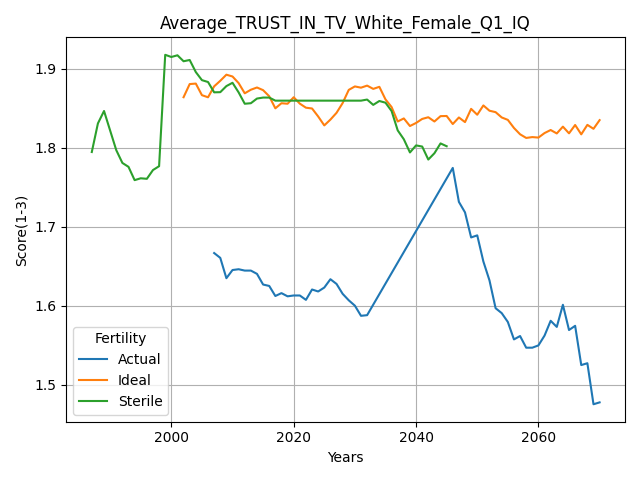 Average_TRUST_IN_TV_White_Female_Q1_IQ
Score(1-3)
1.9
1.8
1.7
1.6
1.5
Fertility
Actual
Ideal
Sterile
2000
2020
2040
2060
Years